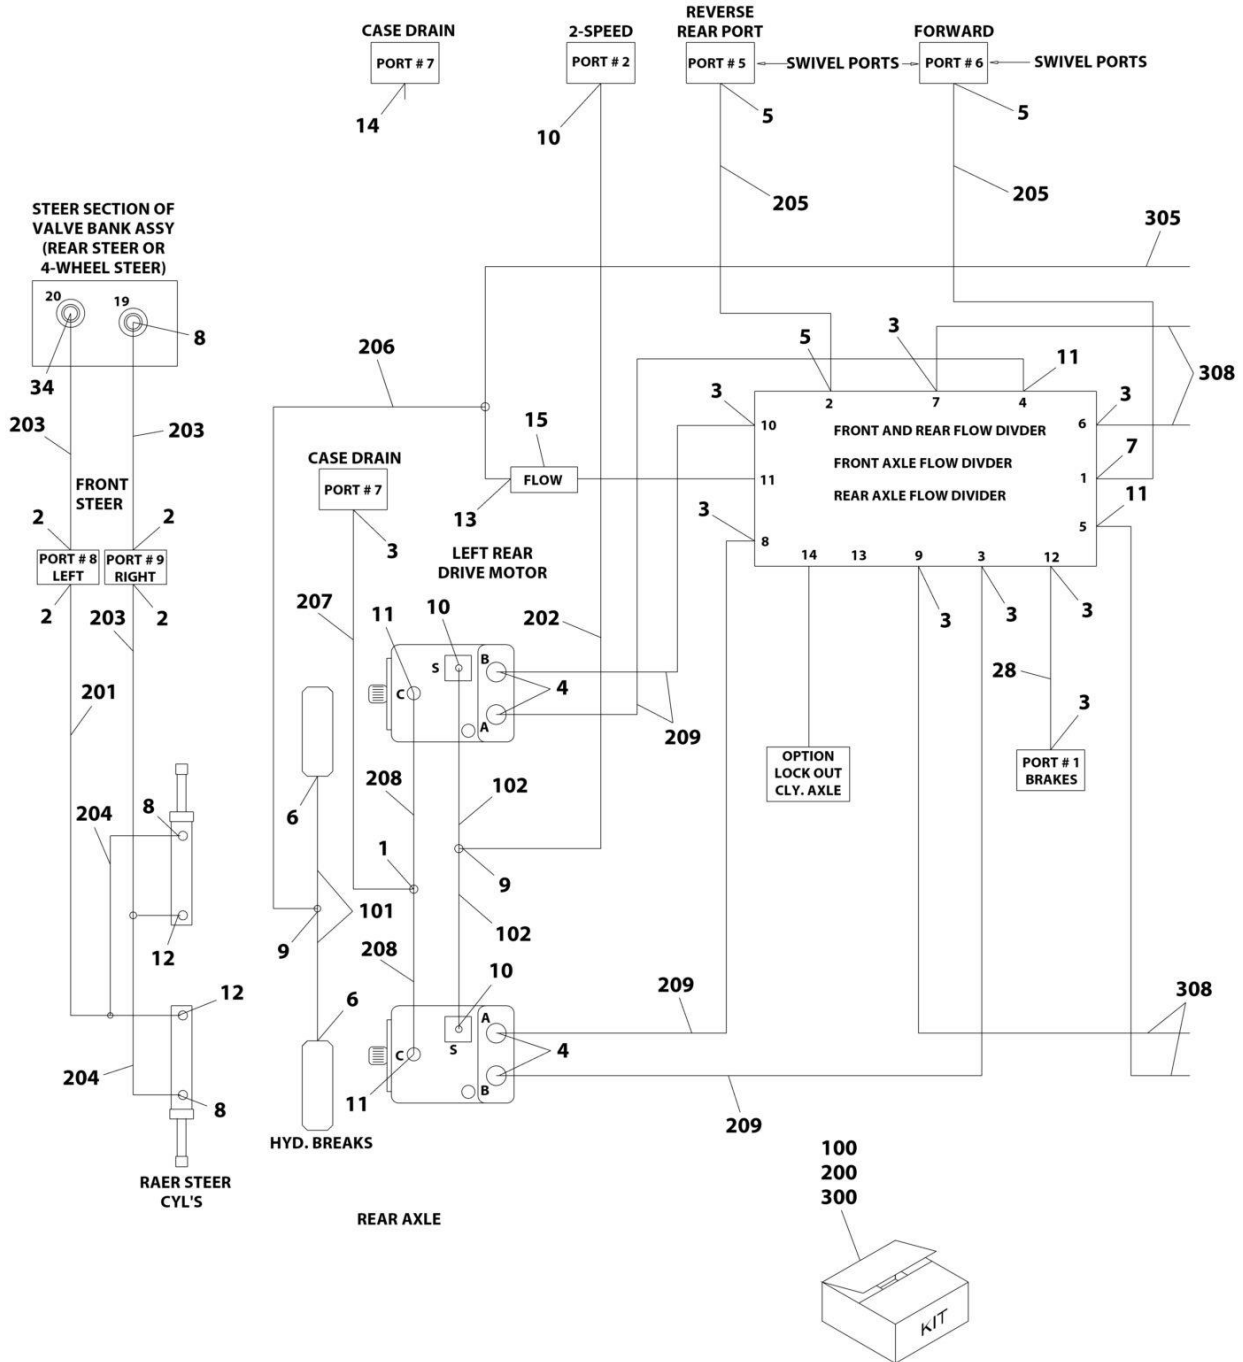 CASE DRAIN
PORT # 7
14
2-SPEED
PORT # 2
10
REVERSE
REAR PORT
PORT # 5
SWIVEL PORTS
FORWARD
PORT # 6
SWIVEL PORTS
5
5
205
205
305
STEER SECTION OF
VALVE BANK ASSY
(REAR STEER OR
4-WHEEL STEER)
20
19
8
34
203
203
FRONT
STEER
2
2
PORT # 8
LEFT
PORT # 9
RIGHT
2
203
2
206
15
FLOW
13
CASE DRAIN
PORT # 7
3
207
LEFT REAR
DRIVE MOTOR
5
3
11
308
3
3
7
11
3
2
7
4
10
6
11
1
8
5
14
13
9
3
12
FRONT AND REAR FLOW DIVDER
FRONT AXLE FLOW DIVDER
REAR AXLE FLOW DIVIDER
3
3
3
28
3
OPTION
LOCK OUT
CLY. AXLE
PORT # 1
BRAKES
11
10
202
S
B
C
A
4
209
201
204
8
12
12
204
8
RAER STEER
CYL'S
6
208
102
1
9
101
9
102
208
10
6
A
S
C
B
4
11
209
209
308
HYD. BREAKS
REAR AXLE
100
200
300
KIT